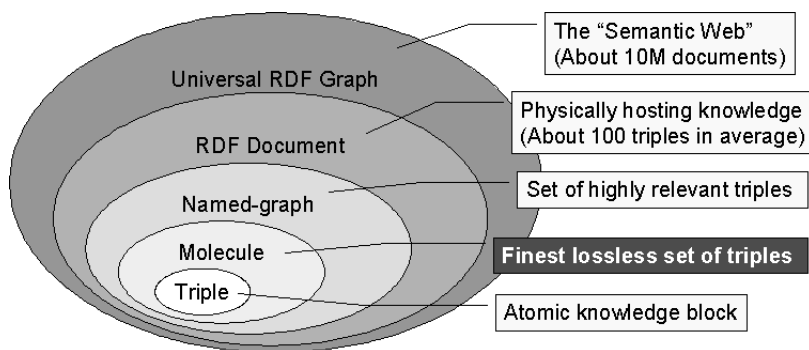 The “Semantic Web”
(About 10M documents)
Universal RDF Graph
Physically hosting knowledge
(About 100 triples in average)
RDF Document
Set of highly relevant triples
Named-graph
Molecule
Finest lossless set of triples
Triple
Atomic knowledge block